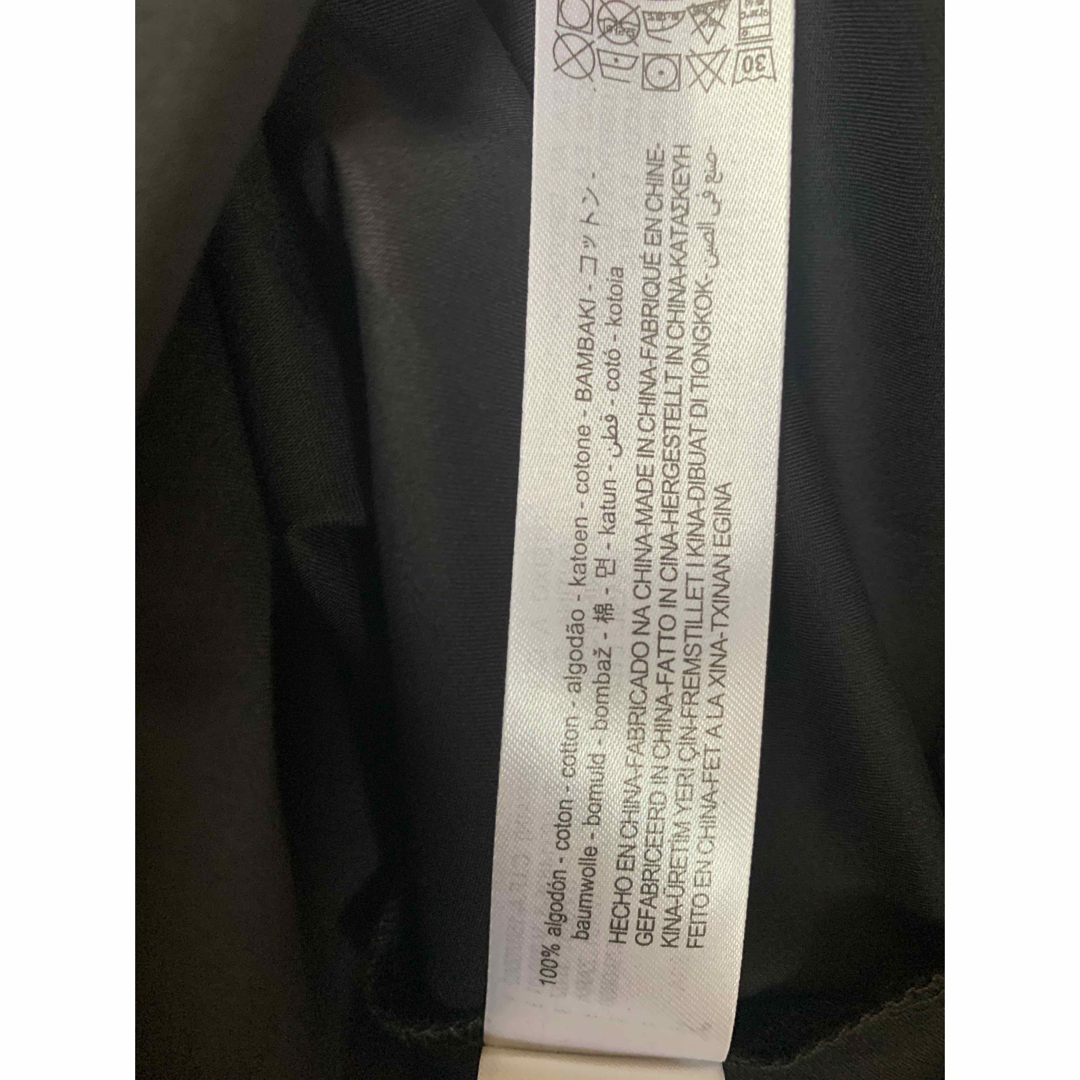 100% algodón - coton - cotton - algodão - katoen - cotone - BAMBAKI - コットン -
baumwolle - bomuld - bombaž - 棉 - 면 - katun - قطن - cotó - kotoia
HECHO EN CHINA-FABRICADO NA CHINA-MADE IN CHINA-FABRIQUÉ EN CHINE-
GEFABRICEERD IN CHINA-FATTO IN CINA-HERGESTELLT IN CHINA-ΚΑΤΑΣΚΕΥΗ
KINA-ÜRETIM YERİ ÇIN-FREMSTILLET I KINA-DIBUAT DI TIONGKOK-صنع في الصين-
FEITO EN CHINA-FET A LA XINA-TXINAN EGINA
30